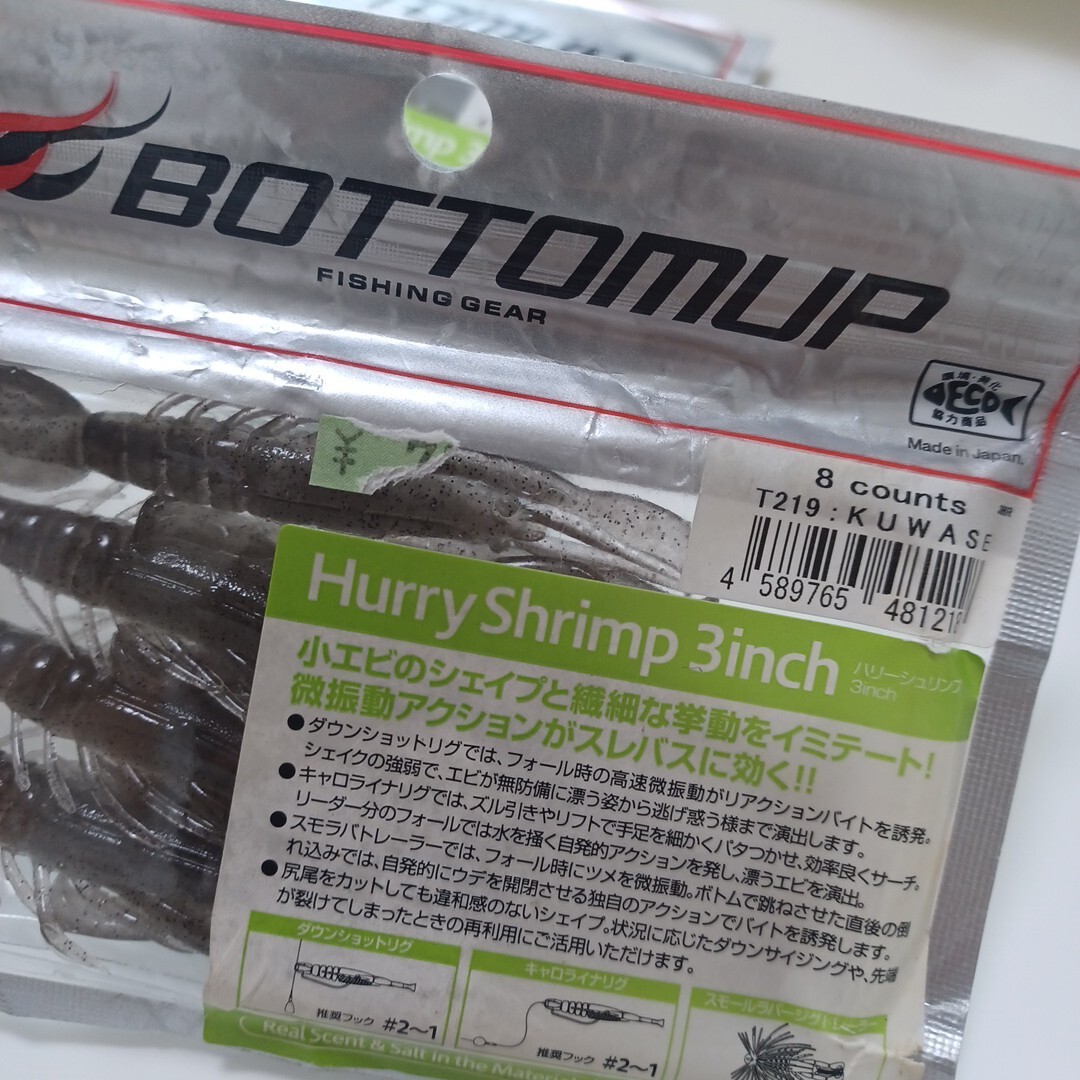 mp 3
BOTTOMUP
FISHING GEAR
ECO
協力商品
Made in Japan.
¥ 7
8 counts
T219:KUWASE
4 589765 48121
Hurry Shrimp 3inch
ハリーシュリンプ
3inch
小エビのシェイプと繊細な挙動をイミテート!
微振動アクションがスレバスに効く!!
●ダウンショットリグでは、フォール時の高速微振動がリアクションバイトを誘発。
シェイクの強弱で、エビが無防備に漂う姿から逃げ惑う様まで演出します。
●キャロライナリグでは、ズル引きやリフトで手足を細かくバタつかせ、効率良くサーチ。
リーダー分のフォールでは水を掻く自発的アクションを発し、漂うエビを演出。
●スモラバトレーラーでは、フォール時にツメを微振動。ボトムで跳ねさせた直後の倒
れ込みでは、自発的にウデを開閉させる独自のアクションでバイトを誘発します。
●尻尾をカットしても違和感のないシェイプ。状況に応じたダウンサイジングや、先端
が裂けてしまったときの再利用にご活用いただけます。
ダウンショットリグ
推奨フック #2〜1
キャロライナリグ
推奨フック #2〜1
スモールラバージグトレーラー
Real Scent & Salt in the Material